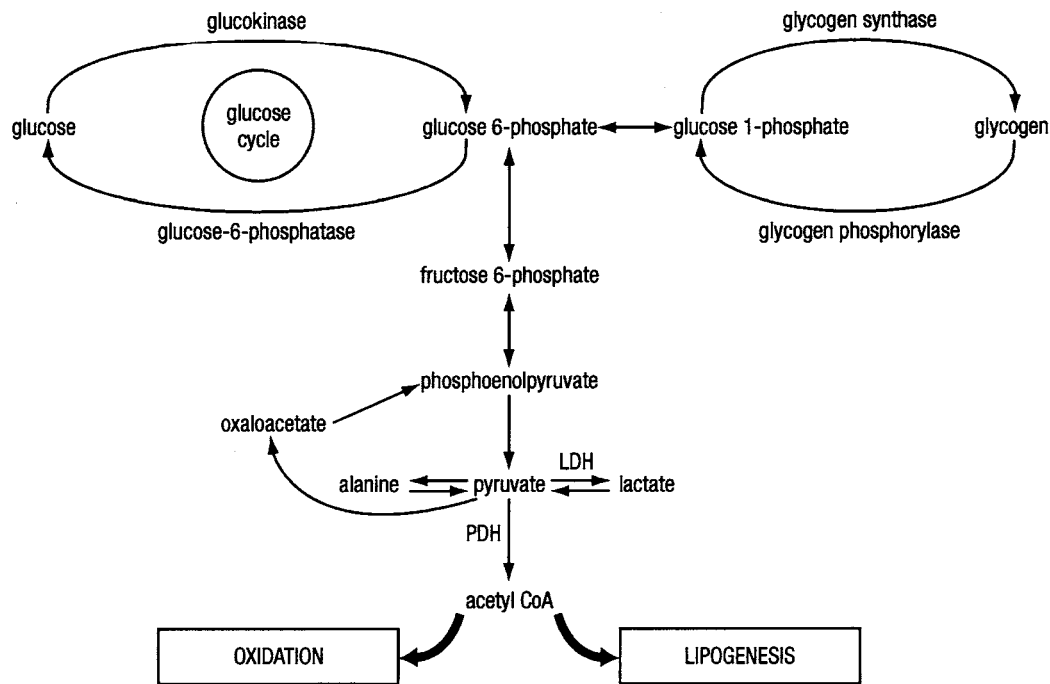 glucokinase
glycogen synthase
glucose
glucose
cycle
glucose 6-phosphate
glucose 1-phosphate
glycogen
glucose-6-phosphatase
glycogen phosphorylase
fructose 6-phosphate
phosphoenolpyruvate
oxaloacetate
LDH
alanine
pyruvate
lactate
PDH
acetyl CoA
OXIDATION
LIPOGENESIS